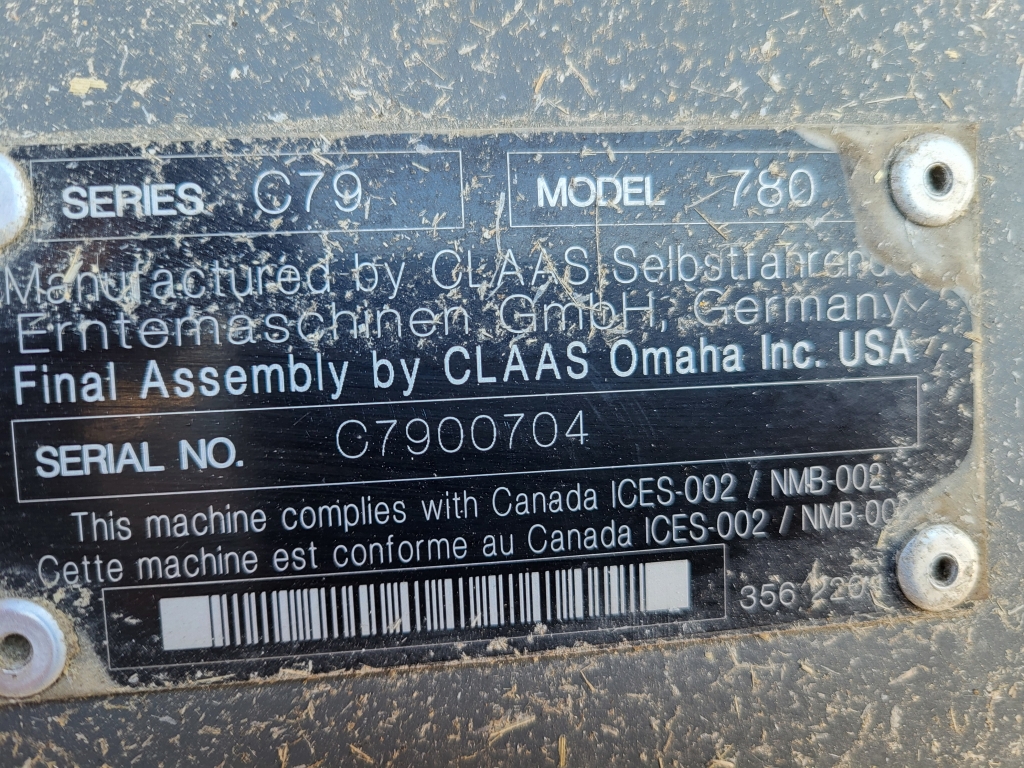 SERIES C79 MODEL 780
Manufactured by CLAAS Selbstfahrende
Erntemaschinen GmbH, Germany
Final Assembly by CLAAS Omaha Inc. USA
SERIAL NO. C7900704
This machine complies with Canada ICES-002 / NMB-002
Cette machine est conforme au Canada ICES-002 / NMB-002
356